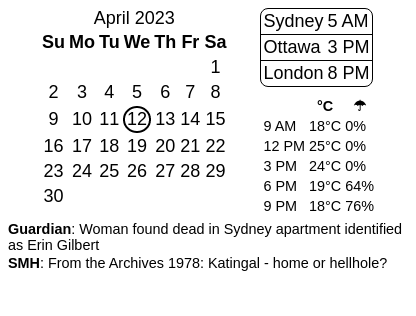 April 2023
Su Mo Tu We Th Fr Sa
1
2 3 4 5 6 7 8
9 10 11 12 13 14 15
16 17 18 19 20 21 22
23 24 25 26 27 28 29
30
Sydney 5 AM
Ottawa 3 PM
London 8 PM
°C ☂
9 AM 18°C 0%
12 PM 25°C 0%
3 PM 24°C 0%
6 PM 19°C 64%
9 PM 18°C 76%
Guardian: Woman found dead in Sydney apartment identified
as Erin Gilbert
SMH: From the Archives 1978: Katingal - home or hellhole?